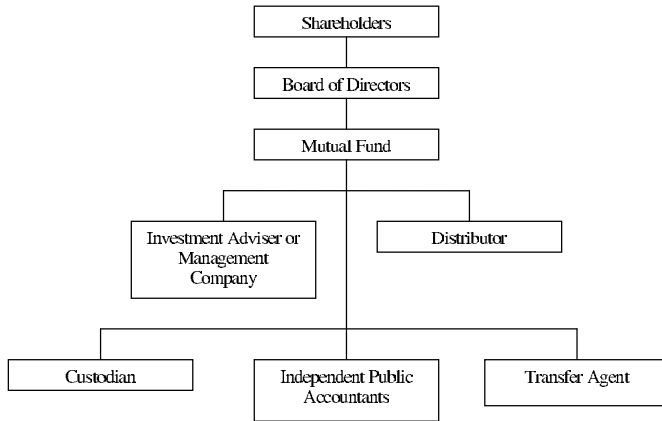 Shareholders
Board of Directors
Mutual Fund
Investment Adviser or
Management
Company
Distributor
Custodian
Independent Public
Accountants
Transfer Agent